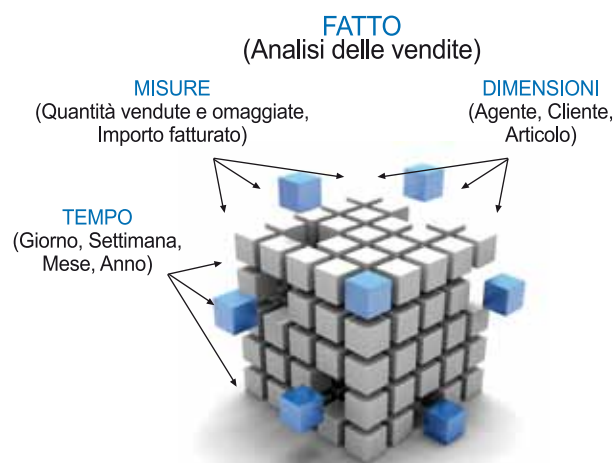 FATTO
(Analisi delle vendite)
MISURE
(Quantità vendute e omaggiate,
Importo fatturato)
DIMENSIONI
(Agente, Cliente,
Articolo)
TEMPO
(Giorno, Settimana,
Mese, Anno)